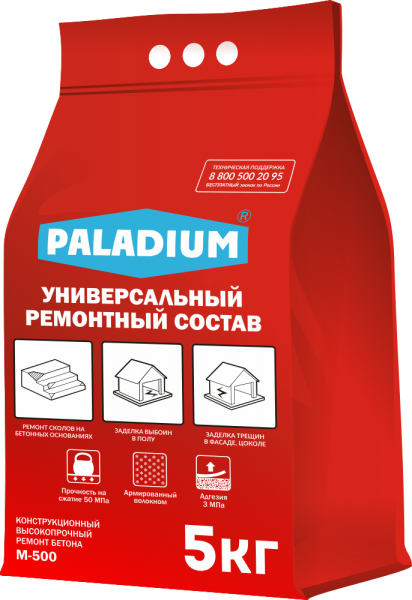 ТЕХНИЧЕСКАЯ ПОДДЕРЖКА
8 800 500 20 95
БЕСПЛАТНЫЙ звонок по России
PALADIUM®
УНИВЕРСАЛЬНЫЙ
РЕМОНТНЫЙ СОСТАВ
РЕМОНТ СКОЛОВ НА
БЕТОННЫХ ОСНОВАНИЯХ
ЗАДЕЛКА ВЫБОИН
В ПОЛУ
ЗАДЕЛКА ТРЕЩИН
В ФАСАДЕ, ЦОКОЛЕ
Прочность на
сжатие 50 МПа
Армированный
волокном
Адгезия
3 МПа
КОНСТРУКЦИОННЫЙ
ВЫСОКОПРОЧНЫЙ
РЕМОНТ БЕТОНА
М-500
5КГ